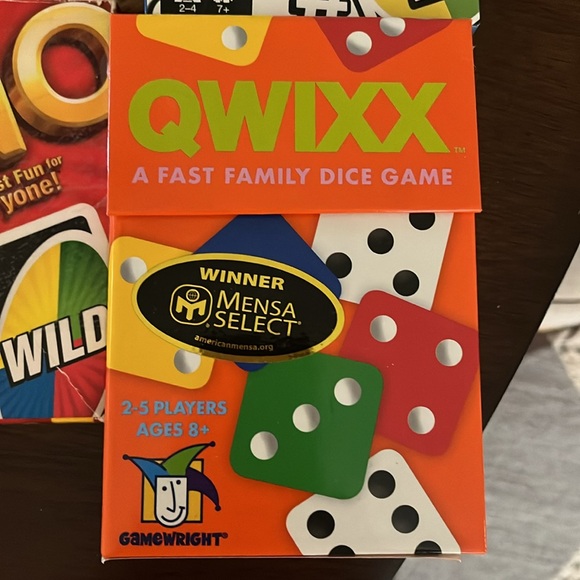 2-4
7+
#
O
st Fun for
yone!
WILD
QWIXX™
A FAST FAMILY DICE GAME
WINNER
MENSA
SELECT®
americanmensa.org
2-5 PLAYERS
AGES 8+
GAMEWRIGHT®